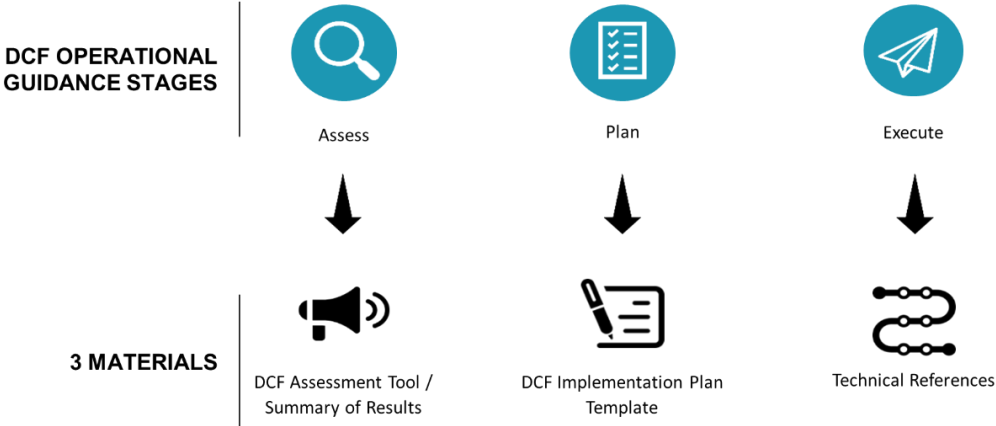 DCF OPERATIONAL
GUIDANCE STAGES
Assess
Plan
Execute
3 MATERIALS
DCF Assessment Tool /
Summary of Results
DCF Implementation Plan
Template
Technical References